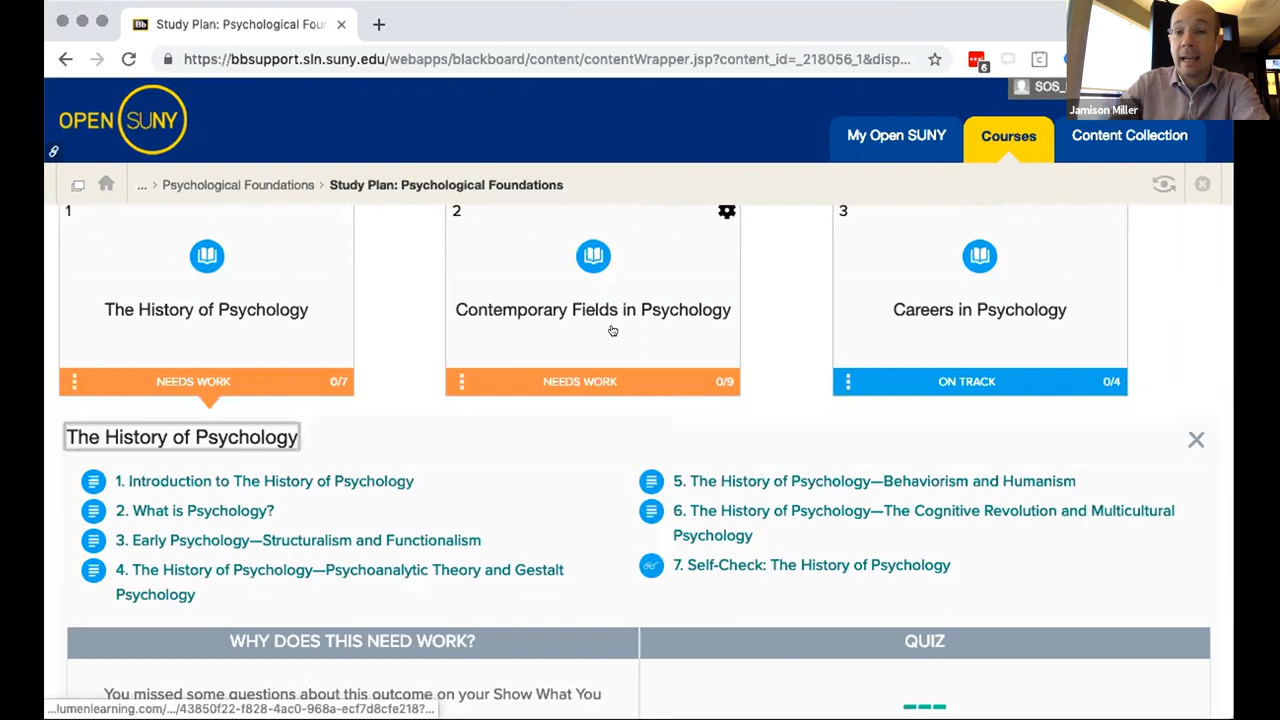 Bb Study Plan: Psychological Four
https://bbsupport.sln.suny.edu/webapps/blackboard/content/contentWrapper.jsp?content_id=_218056_1&disp...
6
C
SOS_
Jamison Miller
OPEN SUNY
My Open SUNY
Courses
Content Collection
... > Psychological Foundations > Study Plan: Psychological Foundations
1
2
3
The History of Psychology
Contemporary Fields in Psychology
Careers in Psychology
NEEDS WORK 0/7
NEEDS WORK 0/9
ON TRACK 0/4
The History of Psychology
1. Introduction to The History of Psychology
2. What is Psychology?
3. Early Psychology—Structuralism and Functionalism
4. The History of Psychology—Psychoanalytic Theory and Gestalt
Psychology
5. The History of Psychology—Behaviorism and Humanism
6. The History of Psychology—The Cognitive Revolution and Multicultural
Psychology
7. Self-Check: The History of Psychology
WHY DOES THIS NEED WORK?
QUIZ
You missed some questions about this outcome on your Show What You
...lumenlearning.com/.../43850f22-f828-4ac0-968a-ecf7d8cfe218?...